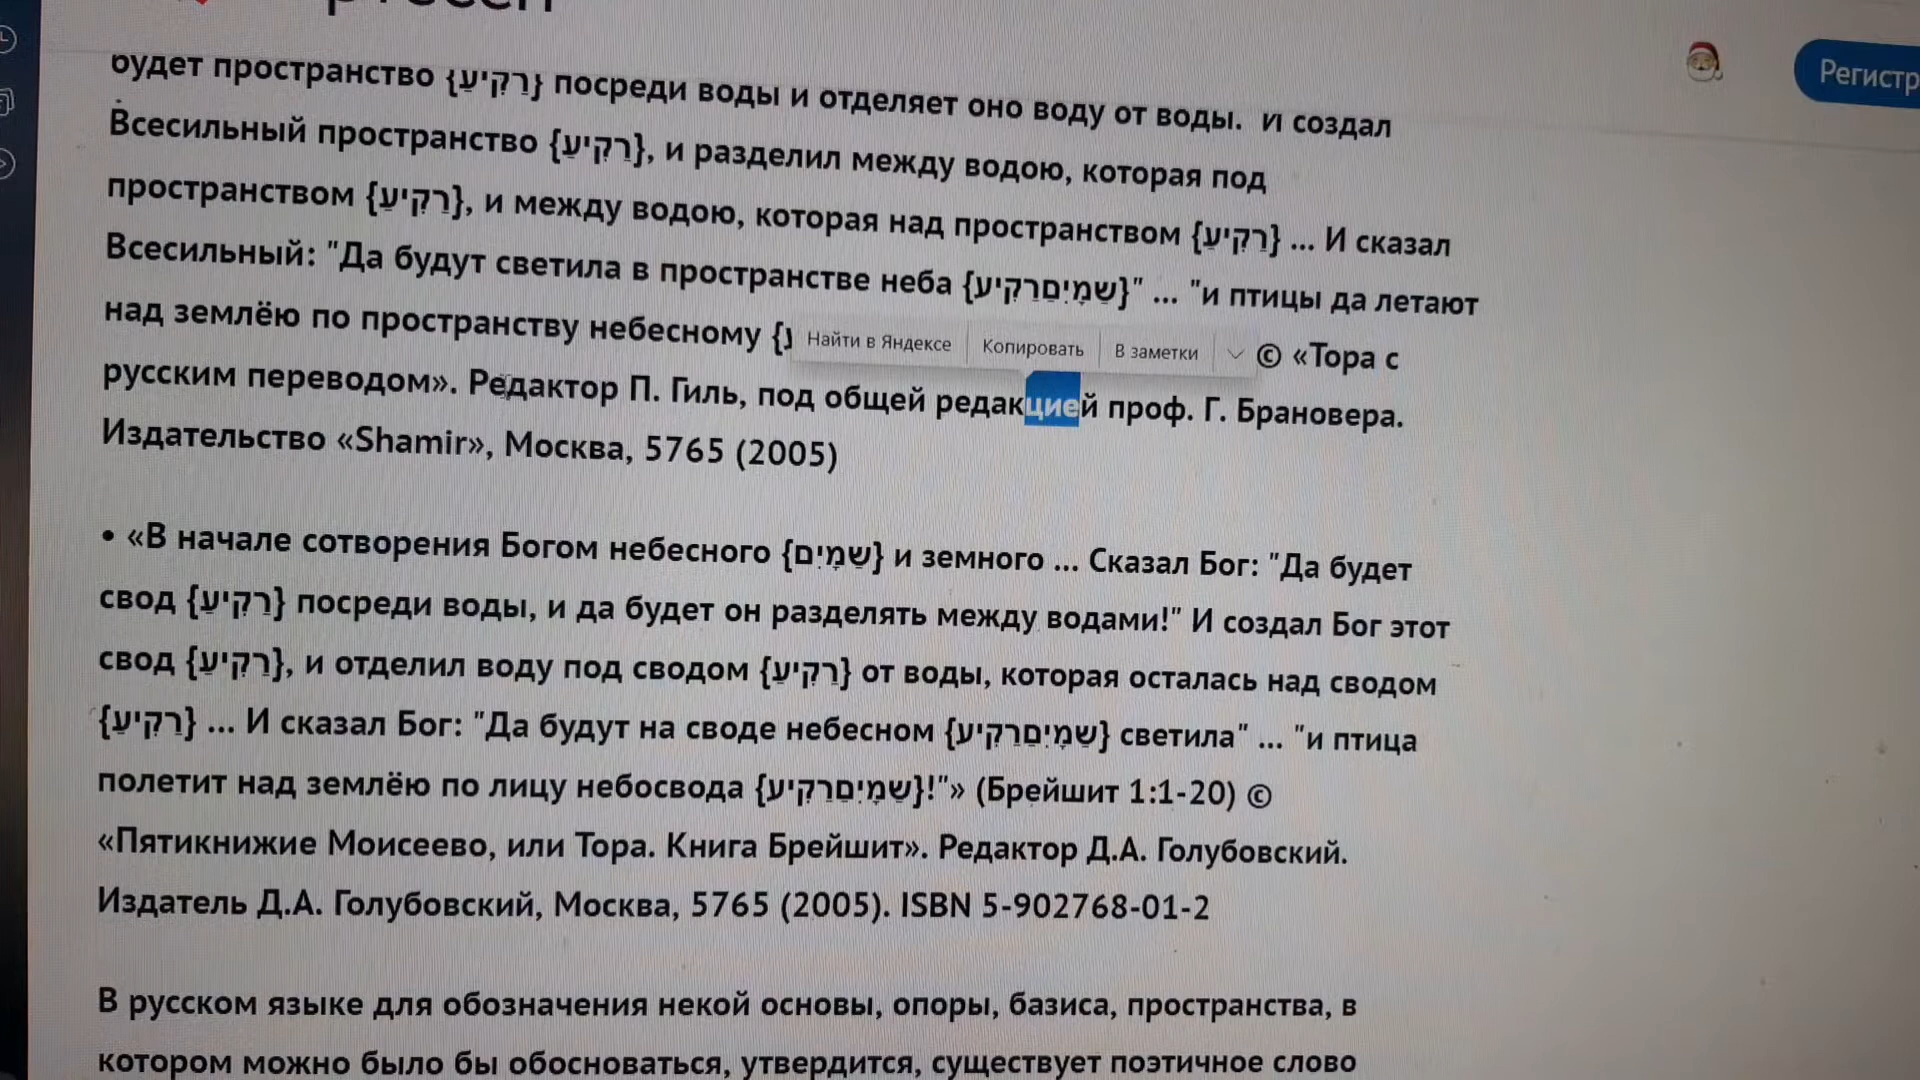 будет пространство {רַקִיעַ} посреди воды и отделяет оно воду от воды. И создал
Регистр
Всесильный пространство {רַקִיעַ}, и разделил между водою, которая под
пространством {רַקִיעַ}, и между водою, которая над пространством {רַקִיעַ} ... И сказал
Всесильный: "Да будут светила в пространстве неба {שמָיִםרַקִיע}" ... "и птицы да летают
над землёю по пространству небесному {
Найти в Яндексе Копировать В заметки
© «Тора с
русским переводом». Редактор П. Гиль, под общей редакцией проф. Г. Брановера.
Издательство «Shamir», Москва, 5765 (2005)
• «В начале сотворения Богом небесного {שַמָיִם} и земного ... Сказал Бог: "Да будет
свод {רַקִיעַ} посреди воды, и да будет он разделять между водами!" И создал Бог этот
свод {רַקִיעַ}, и отделил воду под сводом {רַקִיעַ} от воды, которая осталась над сводом
{רַקִיעַ} ... И сказал Бог: "Да будут на своде небесном {שמָיִםרַקִיע} светила" ... "и птица
полетит над землёю по лицу небосвода {שמָיִםרַקִיע}!"» (Брейшит 1:1-20) ©
«Пятикнижие Моисеево, или Тора. Книга Брейшит». Редактор Д.А. Голубовский.
Издатель Д.А. Голубовский, Москва, 5765 (2005). ISBN 5-902768-01-2
В русском языке для обозначения некой основы, опоры, базиса, пространства, в
котором можно было бы обосноваться, утвердится, существует поэтичное слово